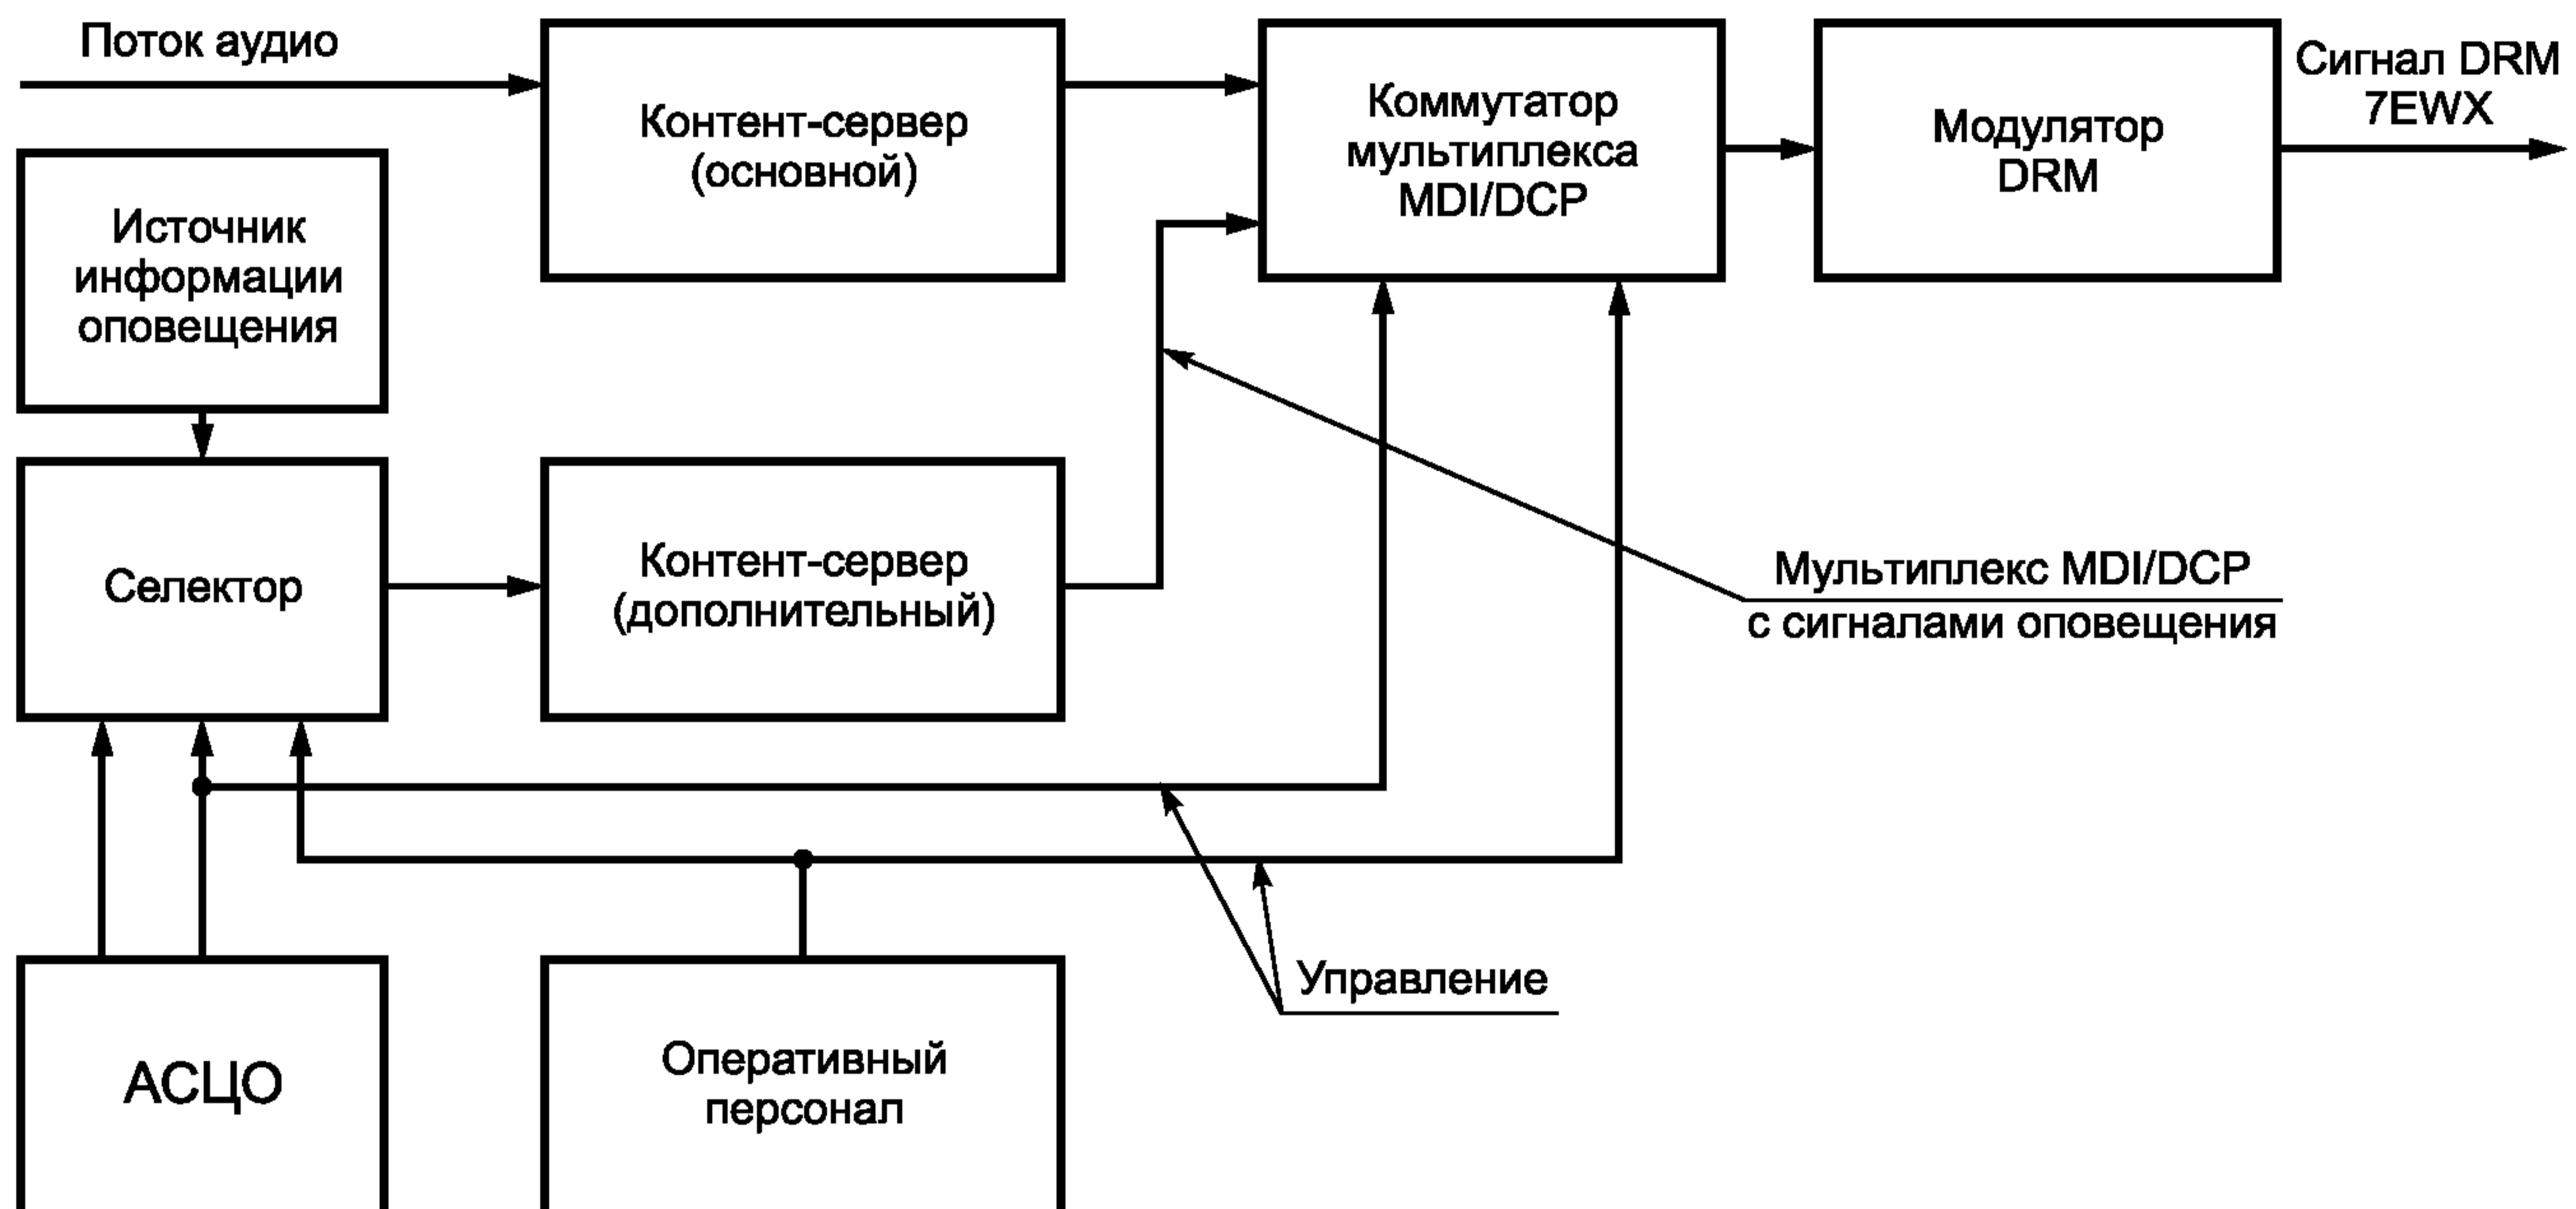 Поток аудио
Контент-сервер
(основной)
Коммутатор
мультиплекса
MDI/DCP
Модулятор
DRM
Сигнал DRM
7EWX
Источник
информации
оповещения
Селектор
Контент-сервер
(дополнительный)
Мультиплекс MDI/DCP
с сигналами оповещения
Управление
АСЦО
Оперативный
персонал